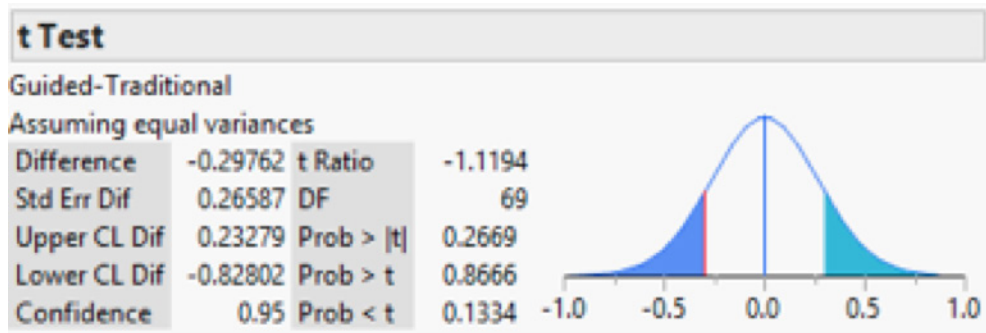 t Test
Guided-Traditional
Assuming equal variances
Difference -0.29762 t Ratio -1.1194
Std Err Dif 0.26587 DF 69
Upper CL Dif 0.23279 Prob > |t| 0.2669
Lower CL Dif -0.82802 Prob > t 0.8666
Confidence 0.95 Prob < t 0.1334
-1.0 -0.5 0.0 0.5 1.0